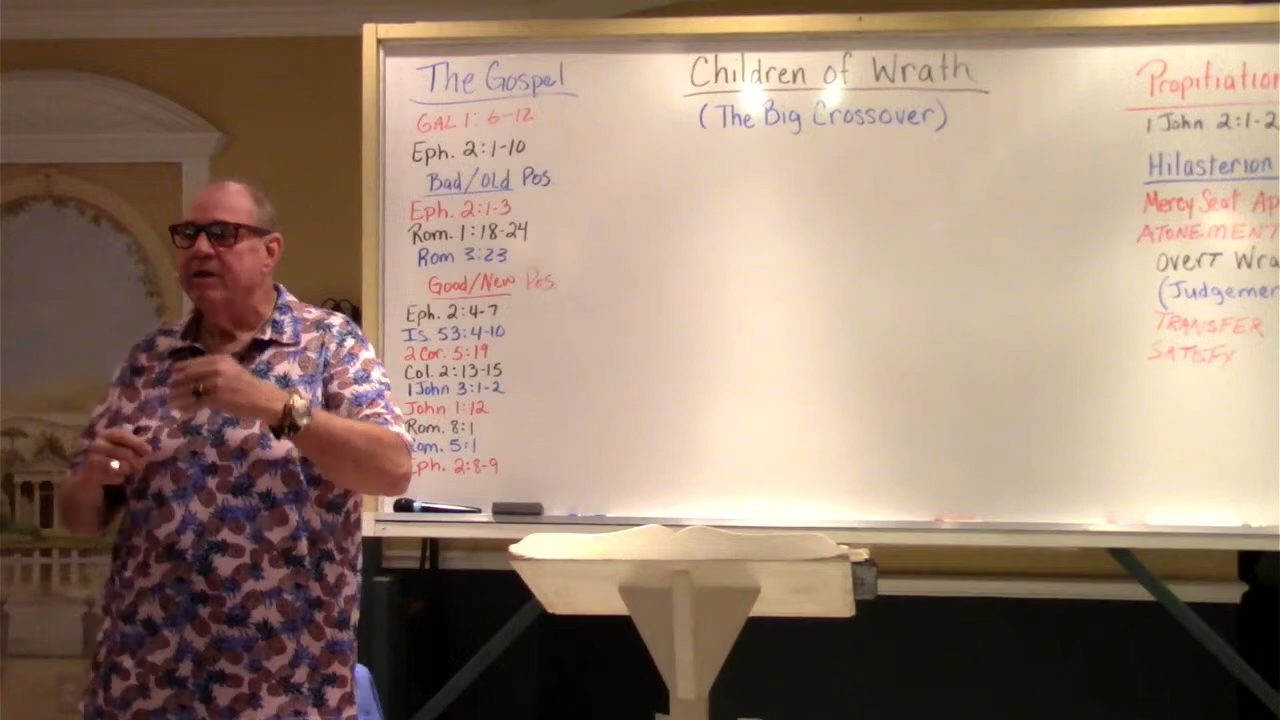 The Gospel
GAL 1: 6-12
Eph. 2:1-10
Bad/Old Pos.
Eph. 2:1-3
Rom. 1:18-24
Rom 3:23
Good/New Pos.
Eph. 2:4-7
Is 53:4-10
2 Cor. 5:19
Col. 2:13-15
1 John 3:1-2
John 1:12
Rom. 8:1
Rom. 5:1
Eph. 2:8-9
Children of Wrath
(The Big Crossover)
Propitiation
1 John 2:1-2
Hilasterion
Mercy Seat Ap
ATONEMENT
OverT Wra
(Judgemen
TRANSFER
SATSFY